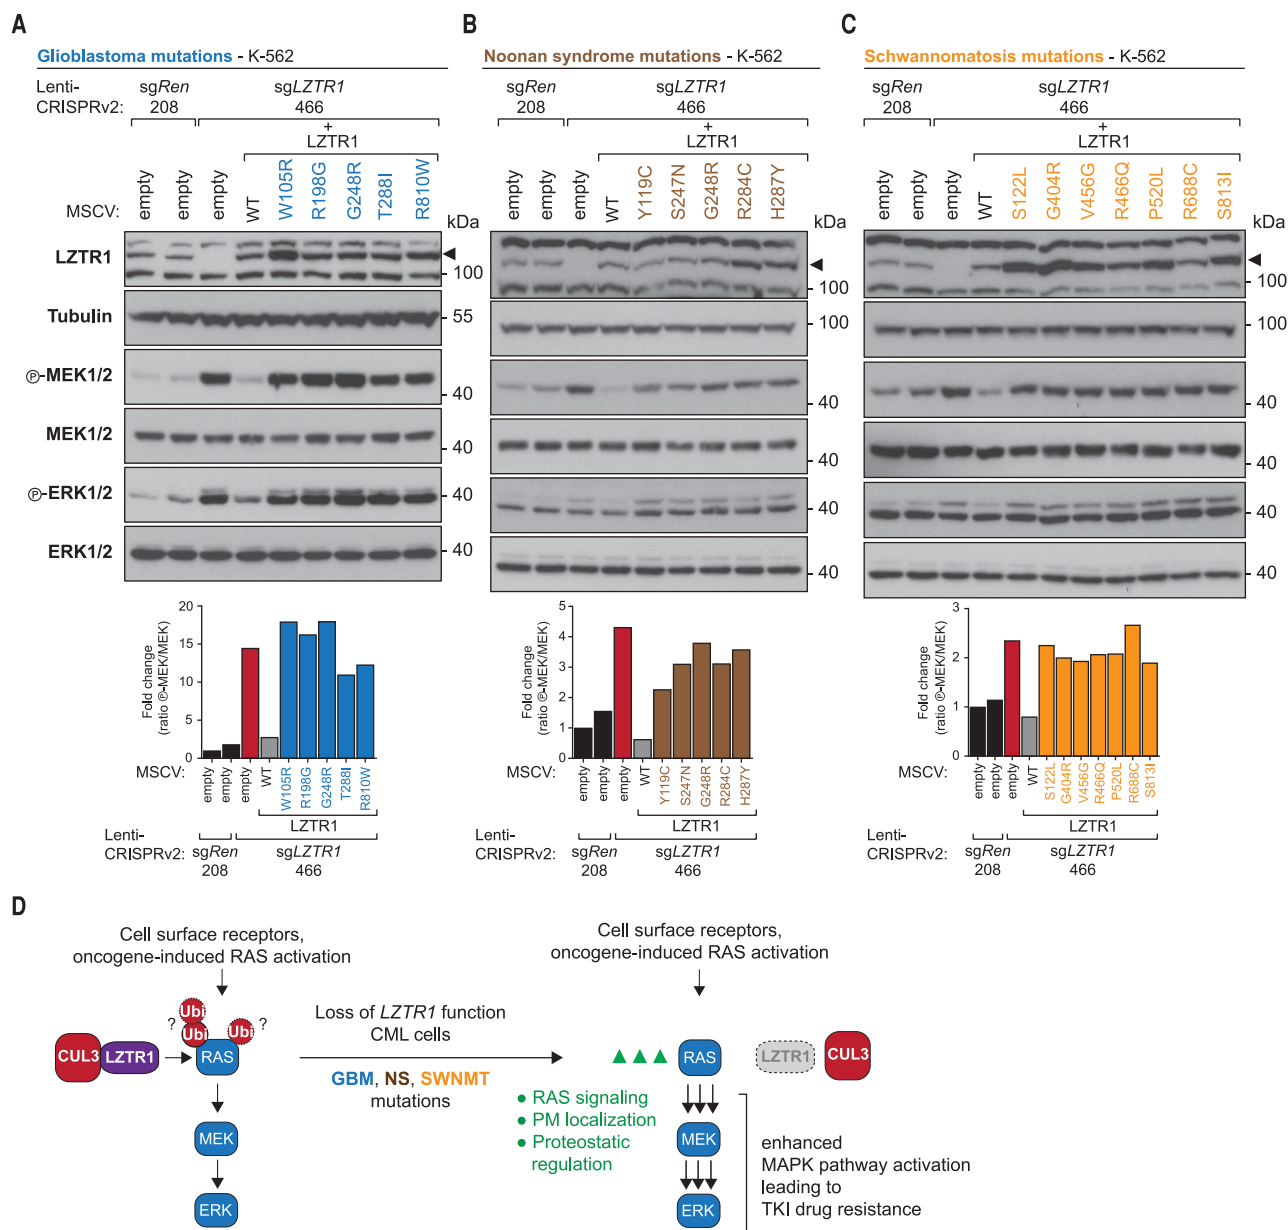 A
Glioblastoma mutations - K-562
Lenti-
CRISPRv2:
sgRen
208
sgLZTR1
466
+
LZTR1
MSCV:
empty
empty
empty
WT
W105R
R198G
G248R
T288I
R810W
kDa
LZTR1
100
Tubulin
55
Ⓟ-MEK1/2
40
MEK1/2
40
Ⓟ-ERK1/2
40
ERK1/2
40
Fold change
(ratio Ⓟ-MEK/MEK)
20
15
10
5
0
MSCV:
empty
empty
empty
WT
W105R
R198G
G248R
T288I
R810W
LZTR1
Lenti-
CRISPRv2:
sgRen
208
sgLZTR1
466
B
Noonan syndrome mutations - K-562
sgRen
208
sgLZTR1
466
+
LZTR1
empty
empty
empty
WT
Y119C
S247N
G248R
R284C
H287Y
kDa
100
100
40
40
40
40
Fold change
(ratio Ⓟ-MEK/MEK)
5
4
3
2
1
0
MSCV:
empty
empty
empty
WT
Y119C
S247N
G248R
R284C
H287Y
LZTR1
Lenti-
CRISPRv2:
sgRen
208
sgLZTR1
466
C
Schwannomatosis mutations - K-562
sgRen
208
sgLZTR1
466
+
LZTR1
empty
empty
empty
WT
S122L
G404R
V456G
R466Q
P520L
R688C
S813I
kDa
100
100
40
40
40
40
Fold change
(ratio Ⓟ-MEK/MEK)
3
2
1
0
MSCV:
empty
empty
empty
WT
S122L
G404R
V456G
R466Q
P520L
R688C
S813I
LZTR1
Lenti-
CRISPRv2:
sgRen
208
sgLZTR1
466
D
Cell surface receptors,
oncogene-induced RAS activation
Ubi
? Ubi
Ubi ?
CUL3
LZTR1
RAS
MEK
ERK
Loss of LZTR1 function
CML cells
GBM, NS, SWNMT
mutations
Cell surface receptors,
oncogene-induced RAS activation
RAS
LZTR1
CUL3
● RAS signaling
● PM localization
● Proteostatic
regulation
MEK
ERK
enhanced
MAPK pathway activation
leading to
TKI drug resistance